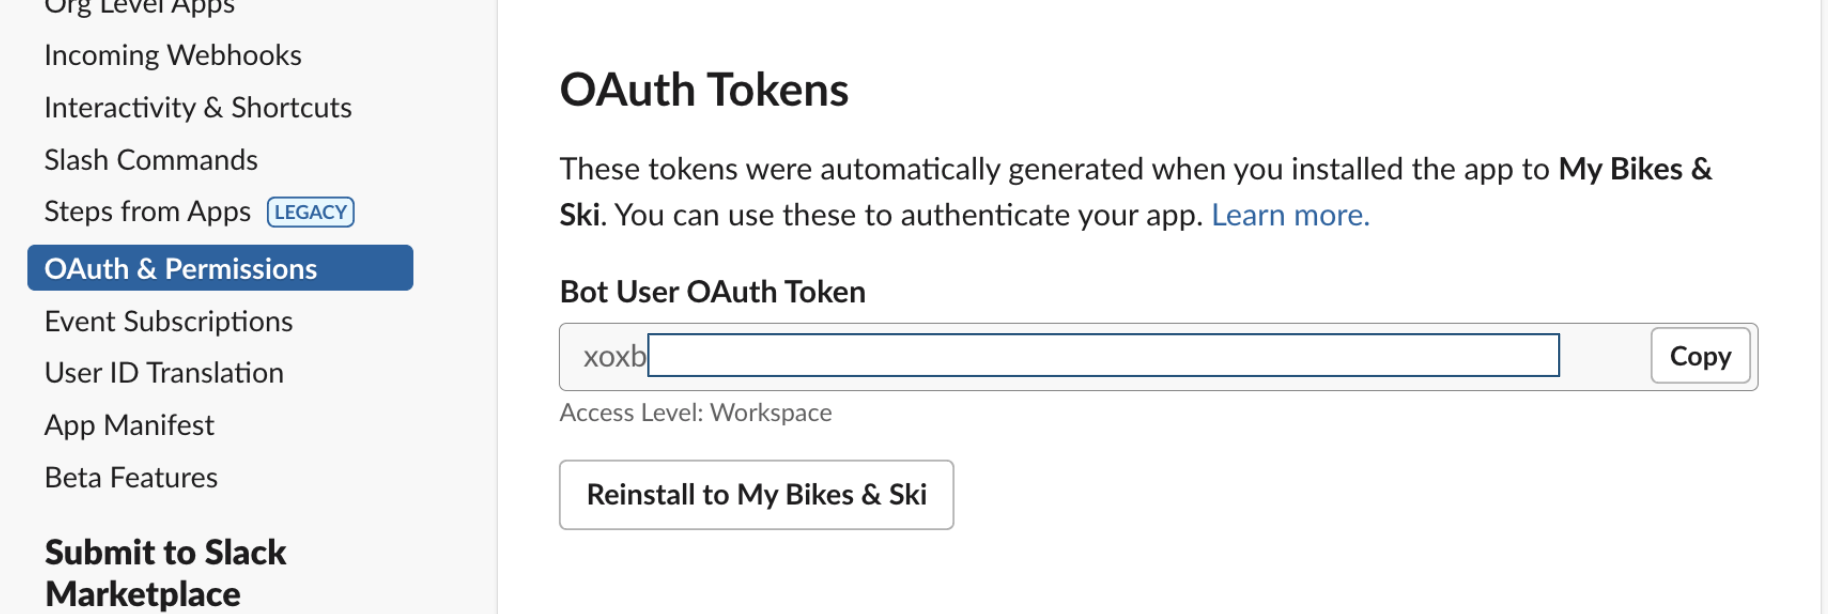 Org Level Apps
Incoming Webhooks
Interactivity & Shortcuts
Slash Commands
Steps from Apps LEGACY
OAuth & Permissions
Event Subscriptions
User ID Translation
App Manifest
Beta Features
Submit to Slack
Marketplace
OAuth Tokens
These tokens were automatically generated when you installed the app to My Bikes &
Ski. You can use these to authenticate your app. Learn more.
Bot User OAuth Token
xoxb
Copy
Access Level: Workspace
Reinstall to My Bikes & Ski